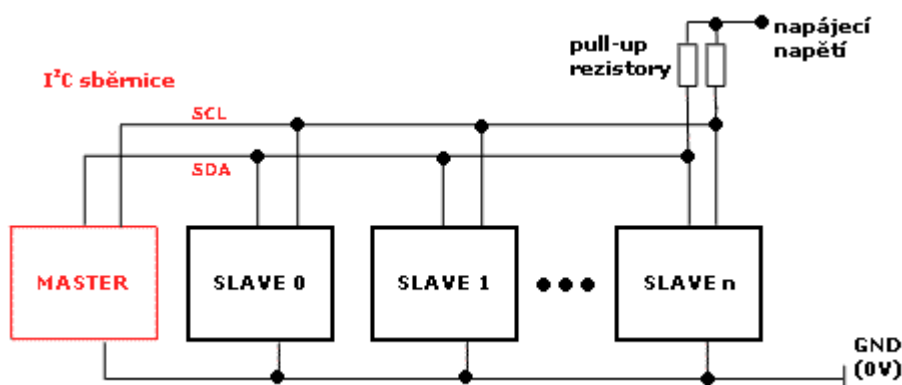 napájecí
napětí
pull-up
rezistory
I²C sběrnice
SCL
SDA
MASTER
SLAVE 0
SLAVE 1
SLAVE n
GND
(0V)